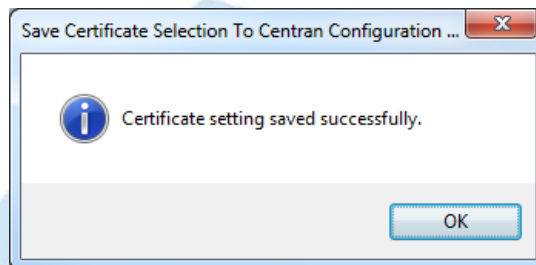 Save Certificate Selection To Centran Configuration ...
Certificate setting saved successfully.
OK